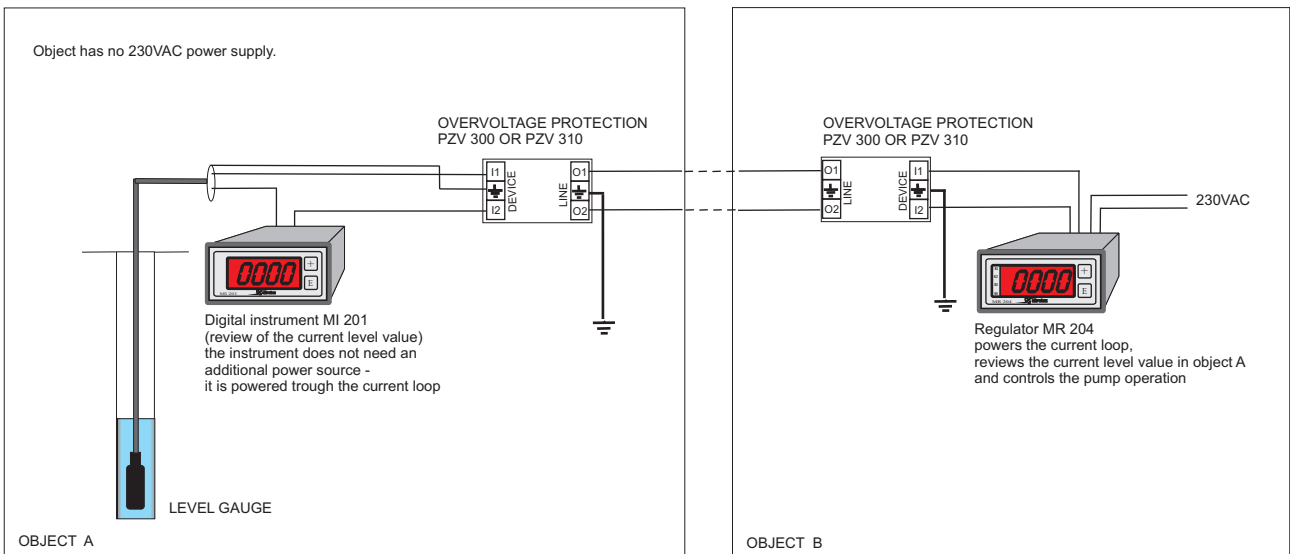 Object has no 230VAC power supply.
OVERVOLTAGE PROTECTION
PZV 300 OR PZV 310
I1
I2
DEVICE
LINE
O1
O2
0000
+
E
Digital instrument MI 201
(review of the current level value)
the instrument does not need an
additional power source -
it is powered trough the current loop
LEVEL GAUGE
OBJECT A
OVERVOLTAGE PROTECTION
PZV 300 OR PZV 310
O1
O2
LINE
DEVICE
I1
I2
230VAC
0000
+
E
MR 204
Regulator MR 204
powers the current loop,
reviews the current level value in object A
and controls the pump operation
OBJECT B